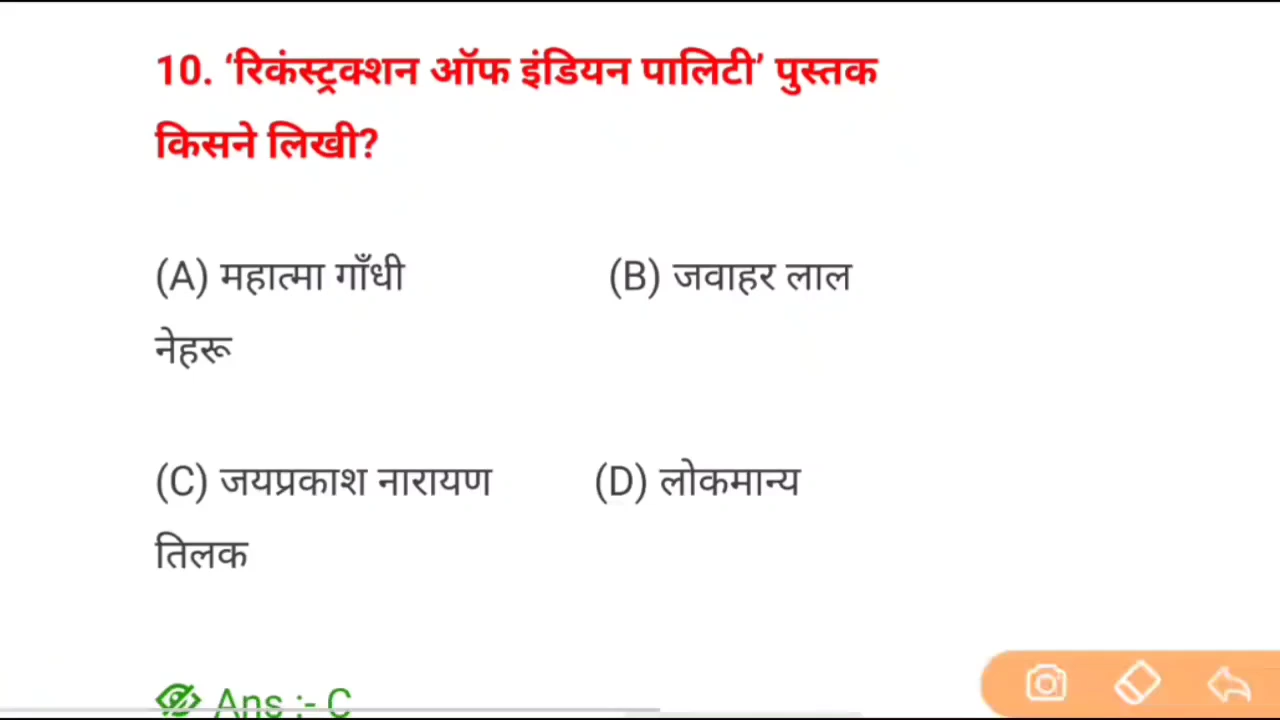 10. ‘रिकंस्ट्रक्शन ऑफ इंडियन पालिटी’ पुस्तक
किसने लिखी?
(A) महात्मा गाँधी (B) जवाहर लाल
नेहरू
(C) जयप्रकाश नारायण (D) लोकमान्य
तिलक
Ans :- C